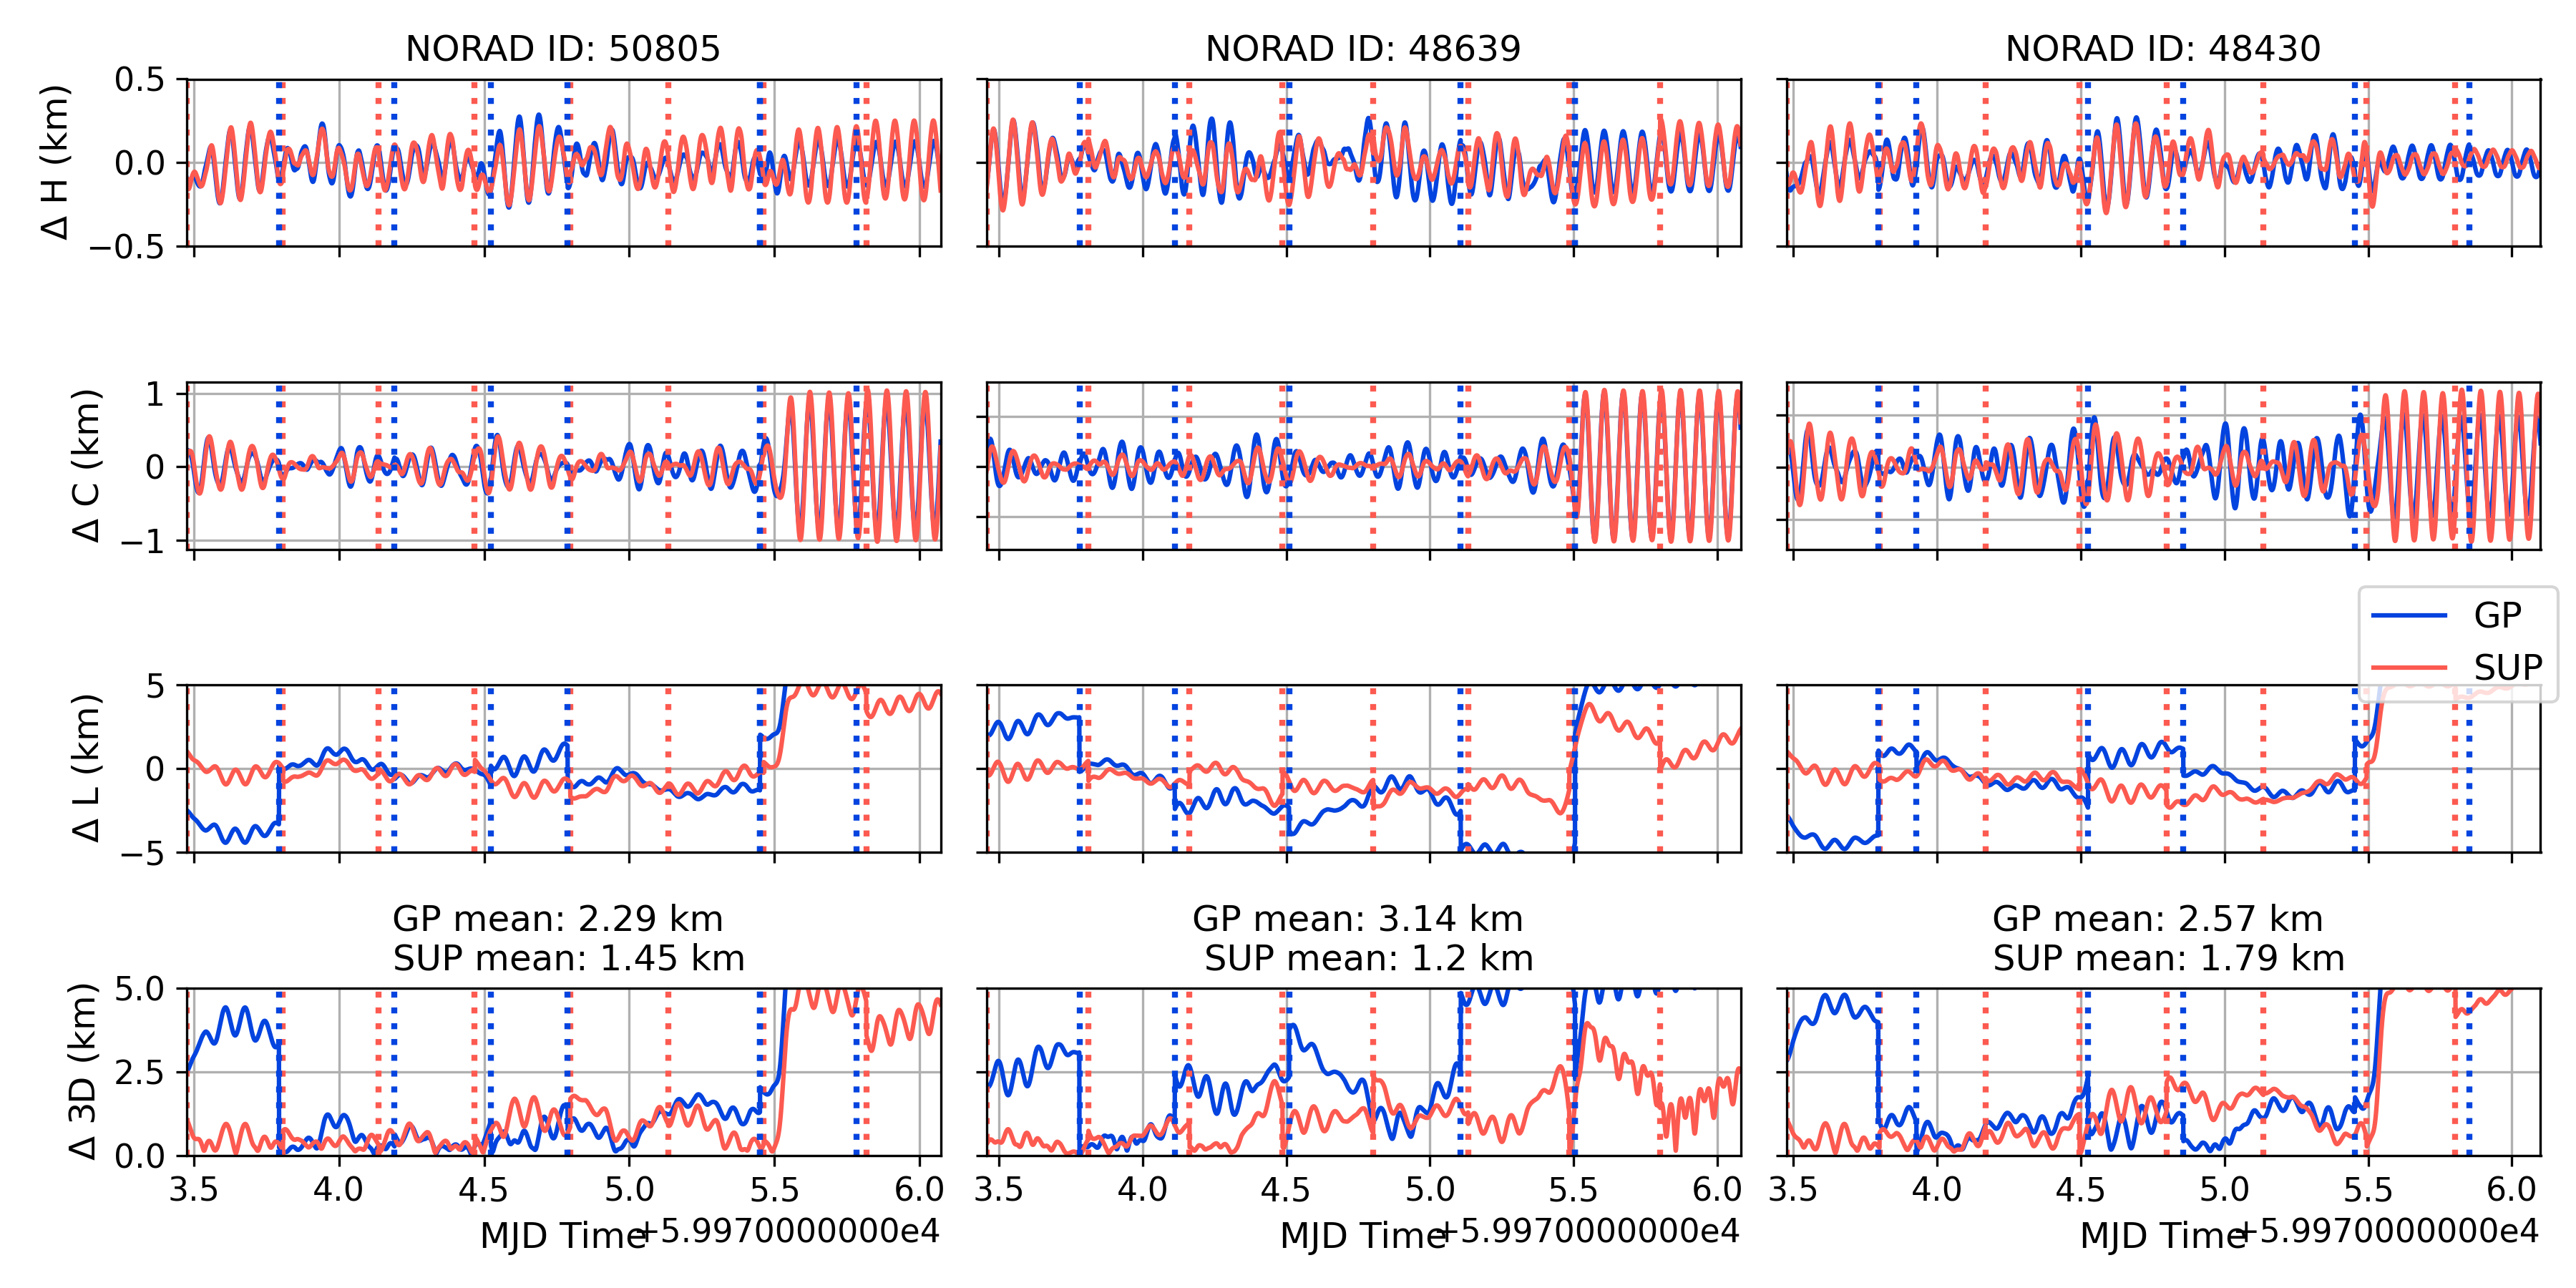 NORAD ID: 50805
NORAD ID: 48639
NORAD ID: 48430
Δ H (km)
0.5
0.0
−0.5
Δ C (km)
1
0
−1
GP
SUP
Δ L (km)
5
0
−5
GP mean: 2.29 km
SUP mean: 1.45 km
GP mean: 3.14 km
SUP mean: 1.2 km
GP mean: 2.57 km
SUP mean: 1.79 km
Δ 3D (km)
5.0
2.5
0.0
3.5 4.0 4.5 5.0 5.5 6.0
3.5 4.0 4.5 5.0 5.5 6.0
3.5 4.0 4.5 5.0 5.5 6.0
MJD Time
+5.9970000000e4
MJD Time
+5.9970000000e4
MJD Time
+5.9970000000e4